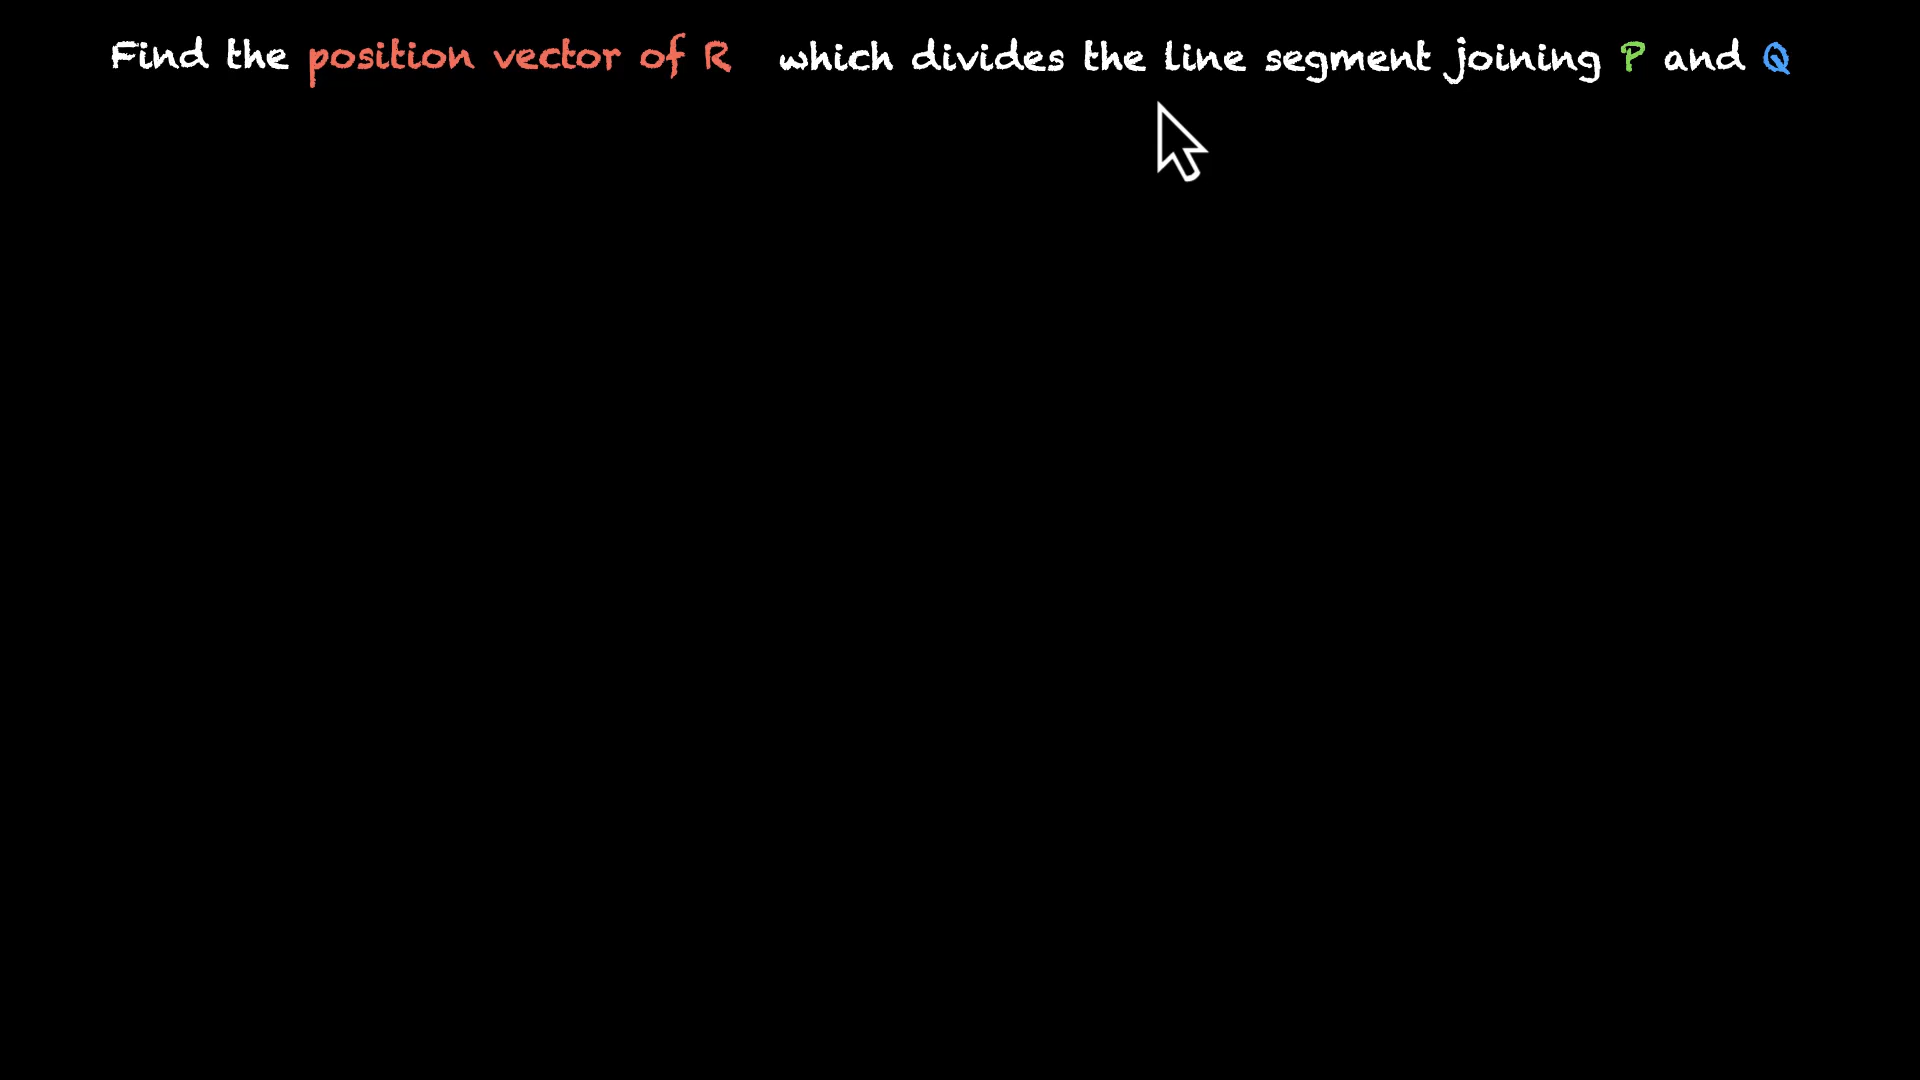 Find the position vector of R which divides the line segment joining P and Q